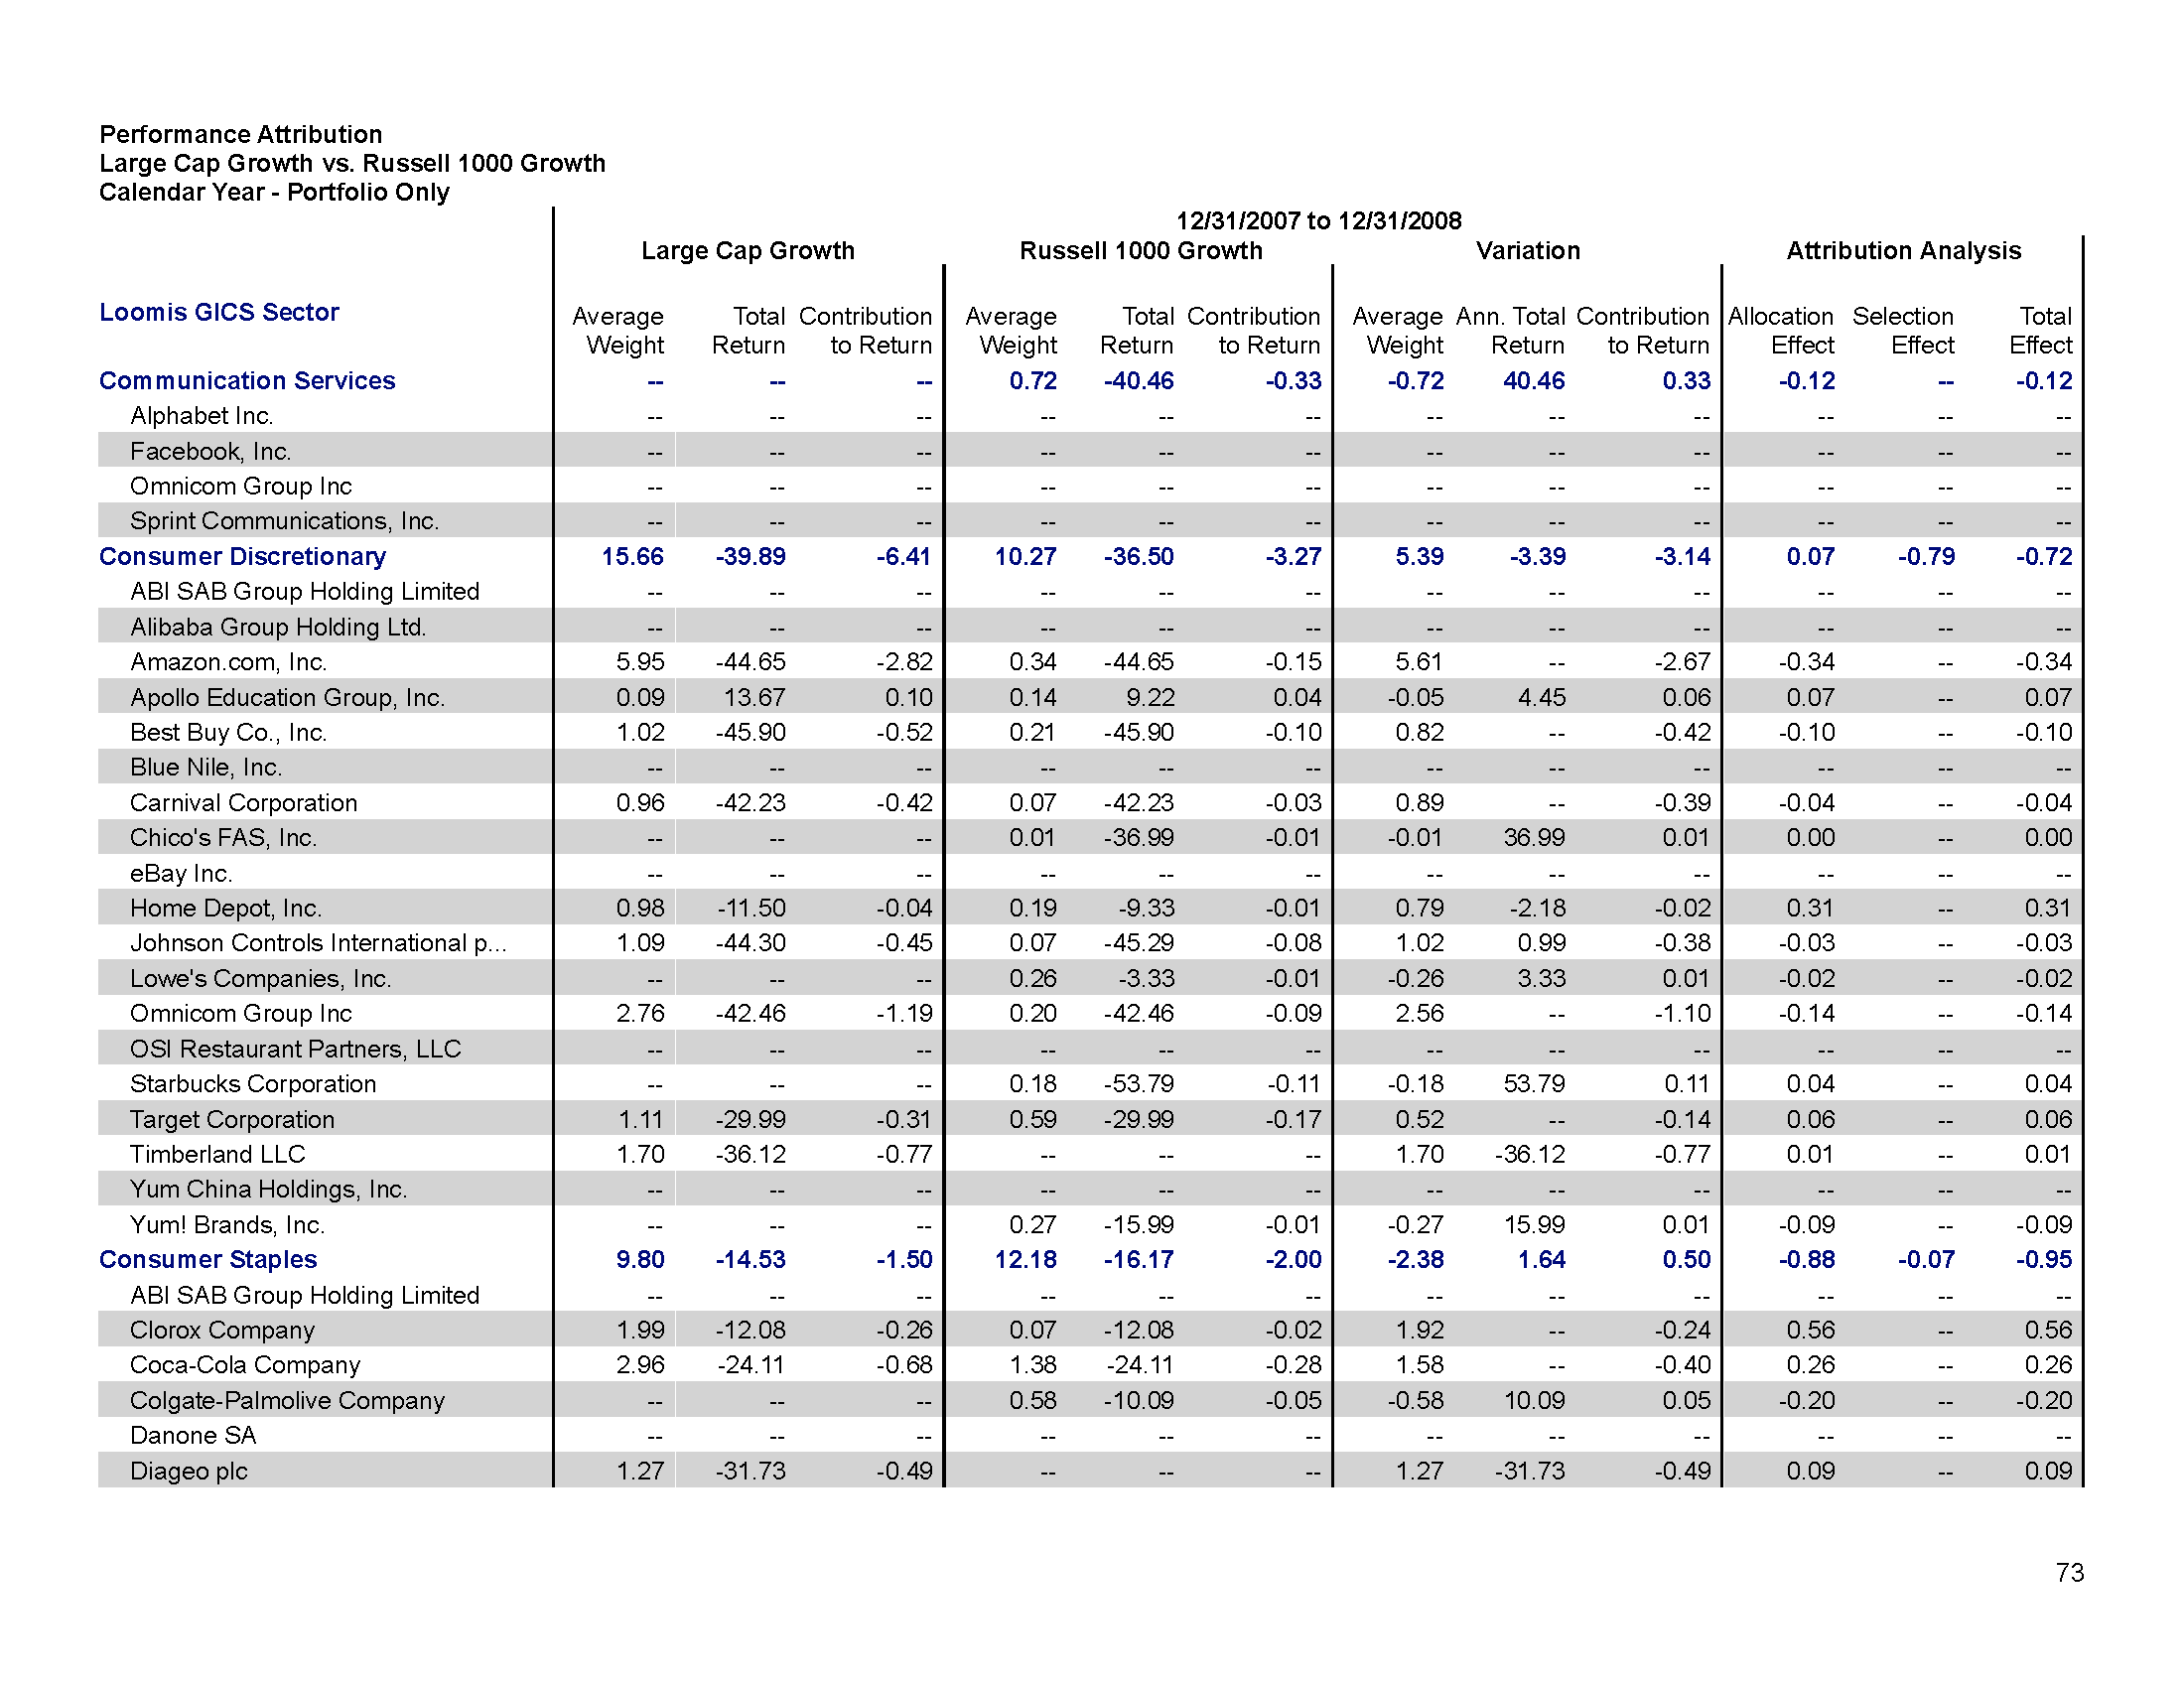 Performance Attribution
Large Cap Growth vs. Russell 1000 Growth
Calendar Year - Portfolio Only
12/31/2007 to 12/31/2008
Large Cap Growth Russell 1000 Growth Variation Attribution Analysis
Loomis GICS Sector Average Total Contribution Average Total Contribution Average Ann. Total Contribution Allocation Selection Total
Weight Return to Return Weight Return to Return Weight Return to Return Effect Effect Effect
Communication Services -- -- -- 0.72 -40.46 -0.33 -0.72 40.46 0.33 -0.12 -- -0.12
Alphabet Inc. -- -- -- -- -- -- -- -- -- -- -- --
Facebook, Inc. -- -- -- -- -- -- -- -- -- -- -- --
Omnicom Group Inc -- -- -- -- -- -- -- -- -- -- -- --
Sprint Communications, Inc. -- -- -- -- -- -- -- -- -- -- -- --
Consumer Discretionary 15.66 -39.89 -6.41 10.27 -36.50 -3.27 5.39 -3.39 -3.14 0.07 -0.79 -0.72
ABI SAB Group Holding Limited -- -- -- -- -- -- -- -- -- -- -- --
Alibaba Group Holding Ltd. -- -- -- -- -- -- -- -- -- -- -- --
Amazon.com, Inc. 5.95 -44.65 -2.82 0.34 -44.65 -0.15 5.61 -- -2.67 -0.34 -- -0.34
Apollo Education Group, Inc. 0.09 13.67 0.10 0.14 9.22 0.04 -0.05 4.45 0.06 0.07 -- 0.07
Best Buy Co., Inc. 1.02 -45.90 -0.52 0.21 -45.90 -0.10 0.82 -- -0.42 -0.10 -- -0.10
Blue Nile, Inc. -- -- -- -- -- -- -- -- -- -- -- --
Carnival Corporation 0.96 -42.23 -0.42 0.07 -42.23 -0.03 0.89 -- -0.39 -0.04 -- -0.04
Chico's FAS, Inc. -- -- -- 0.01 -36.99 -0.01 -0.01 36.99 0.01 0.00 -- 0.00
eBay Inc. -- -- -- -- -- -- -- -- -- -- -- --
Home Depot, Inc. 0.98 -11.50 -0.04 0.19 -9.33 -0.01 0.79 -2.18 -0.02 0.31 -- 0.31
Johnson Controls International p... 1.09 -44.30 -0.45 0.07 -45.29 -0.08 1.02 0.99 -0.38 -0.03 -- -0.03
Lowe's Companies, Inc. -- -- -- 0.26 -3.33 -0.01 -0.26 3.33 0.01 -0.02 -- -0.02
Omnicom Group Inc 2.76 -42.46 -1.19 0.20 -42.46 -0.09 2.56 -- -1.10 -0.14 -- -0.14
OSI Restaurant Partners, LLC -- -- -- -- -- -- -- -- -- -- -- --
Starbucks Corporation -- -- -- 0.18 -53.79 -0.11 -0.18 53.79 0.11 0.04 -- 0.04
Target Corporation 1.11 -29.99 -0.31 0.59 -29.99 -0.17 0.52 -- -0.14 0.06 -- 0.06
Timberland LLC 1.70 -36.12 -0.77 -- -- -- 1.70 -36.12 -0.77 0.01 -- 0.01
Yum China Holdings, Inc. -- -- -- -- -- -- -- -- -- -- -- --
Yum! Brands, Inc. -- -- -- 0.27 -15.99 -0.01 -0.27 15.99 0.01 -0.09 -- -0.09
Consumer Staples 9.80 -14.53 -1.50 12.18 -16.17 -2.00 -2.38 1.64 0.50 -0.88 -0.07 -0.95
ABI SAB Group Holding Limited -- -- -- -- -- -- -- -- -- -- -- --
Clorox Company 1.99 -12.08 -0.26 0.07 -12.08 -0.02 1.92 -- -0.24 0.56 -- 0.56
Coca-Cola Company 2.96 -24.11 -0.68 1.38 -24.11 -0.28 1.58 -- -0.40 0.26 -- 0.26
Colgate-Palmolive Company -- -- -- 0.58 -10.09 -0.05 -0.58 10.09 0.05 -0.20 -- -0.20
Danone SA -- -- -- -- -- -- -- -- -- -- -- --
Diageo plc 1.27 -31.73 -0.49 -- -- -- 1.27 -31.73 -0.49 0.09 -- 0.09
73